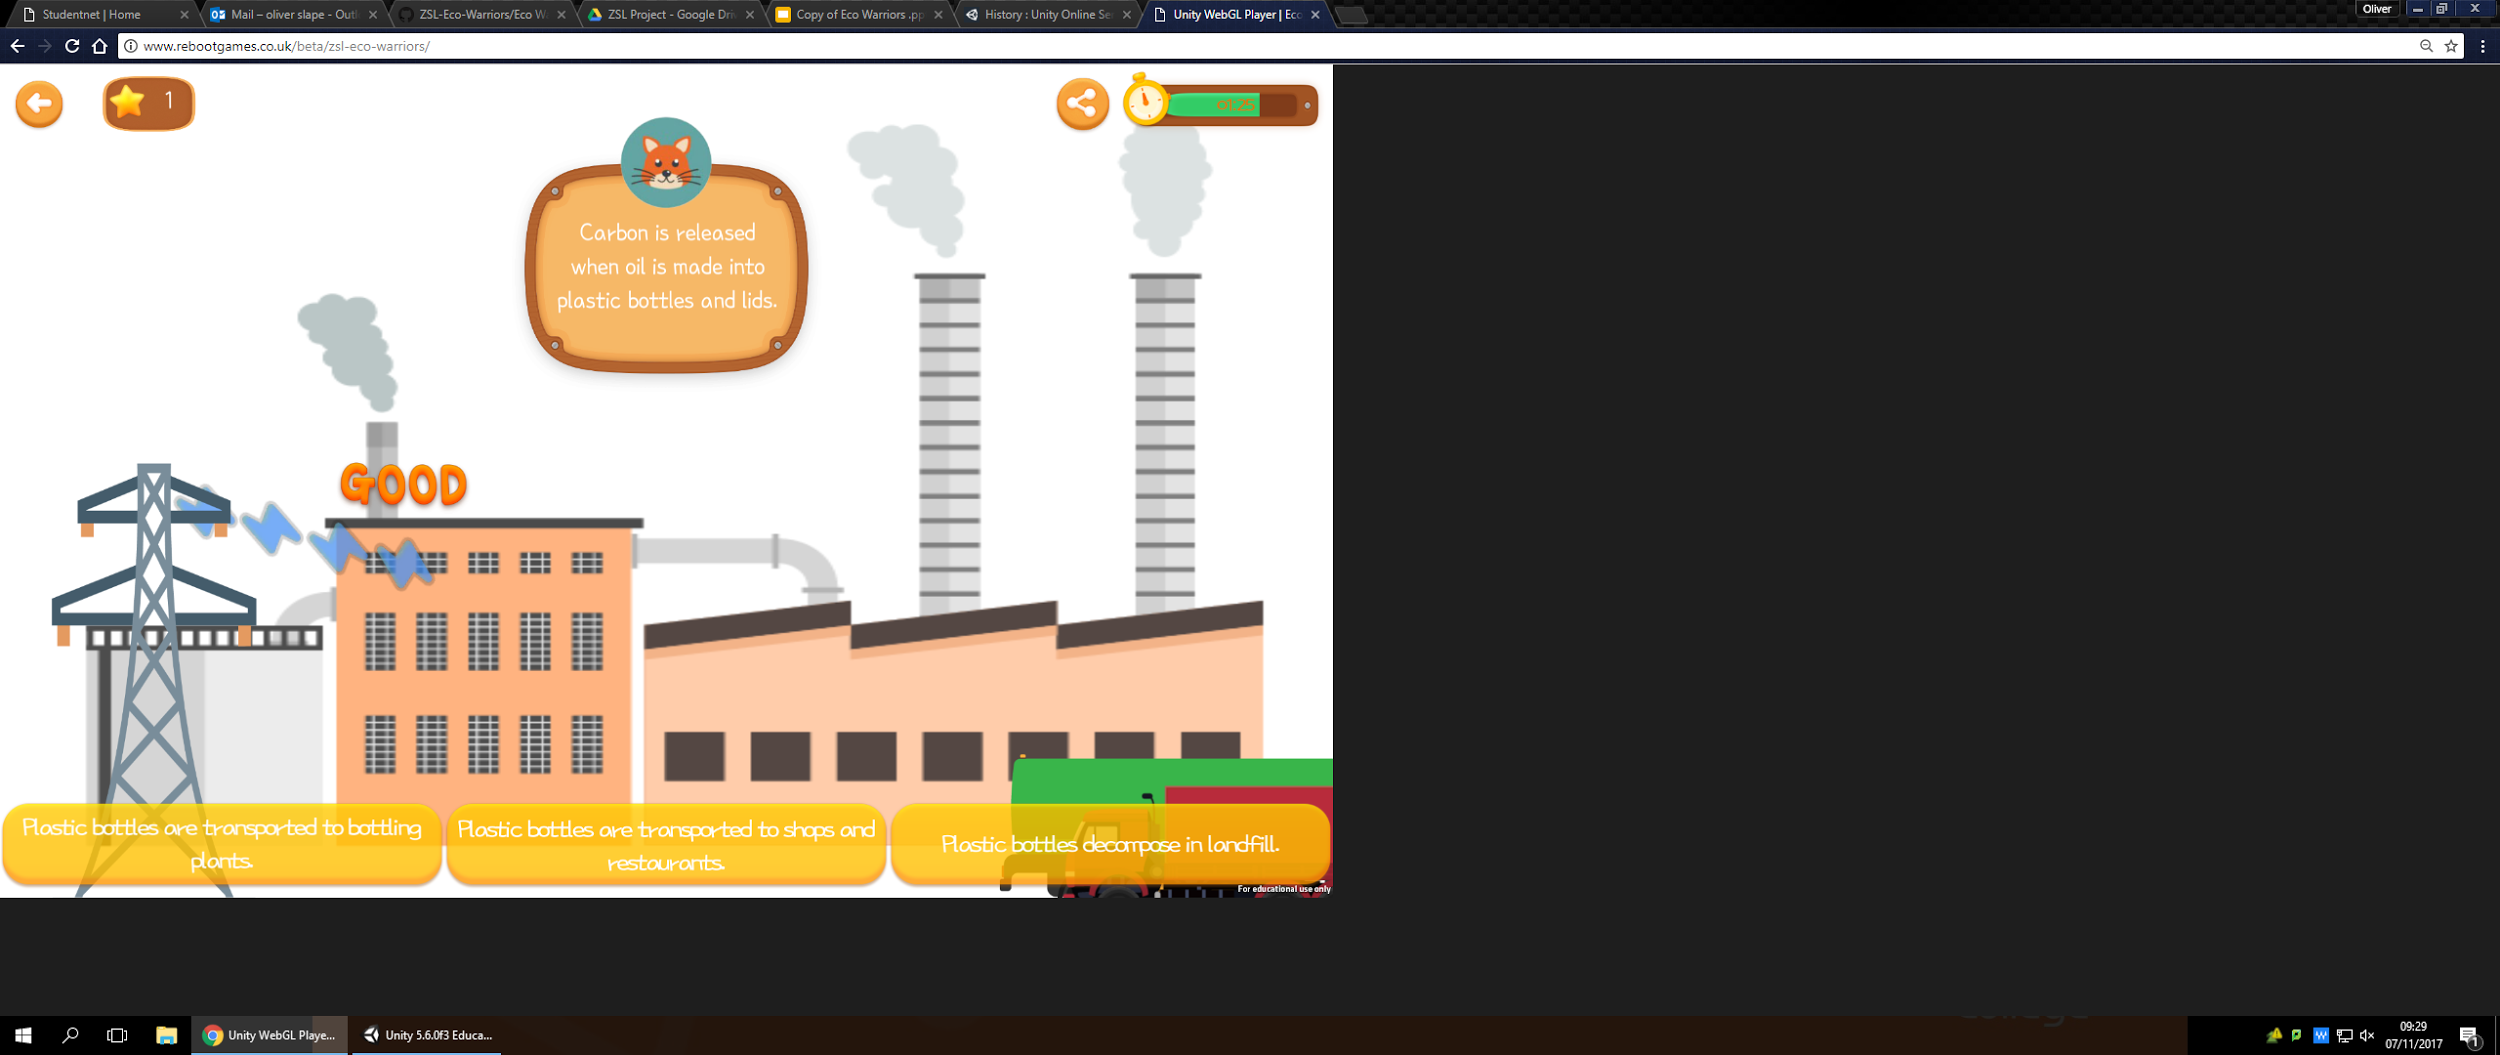 Studentnet | Home
Mail – oliver slape - Outl
ZSL-Eco-Warriors/Eco W
ZSL Project - Google Dri
Copy of Eco Warriors .pp
History : Unity Online Se
Unity WebGL Player | Eco
Oliver
www.rebootgames.co.uk/beta/zsl-eco-warriors/
1
01:25
Carbon is released
when oil is made into
plastic bottles and lids.
GOOD
Plastic bottles are transported to bottling
plants.
Plastic bottles are transported to shops and
restaurants.
Plastic bottles decompose in landfill.
For educational use only
Unity WebGL Playe...
Unity 5.6.0f3 Educa...
09:29
07/11/2017
1